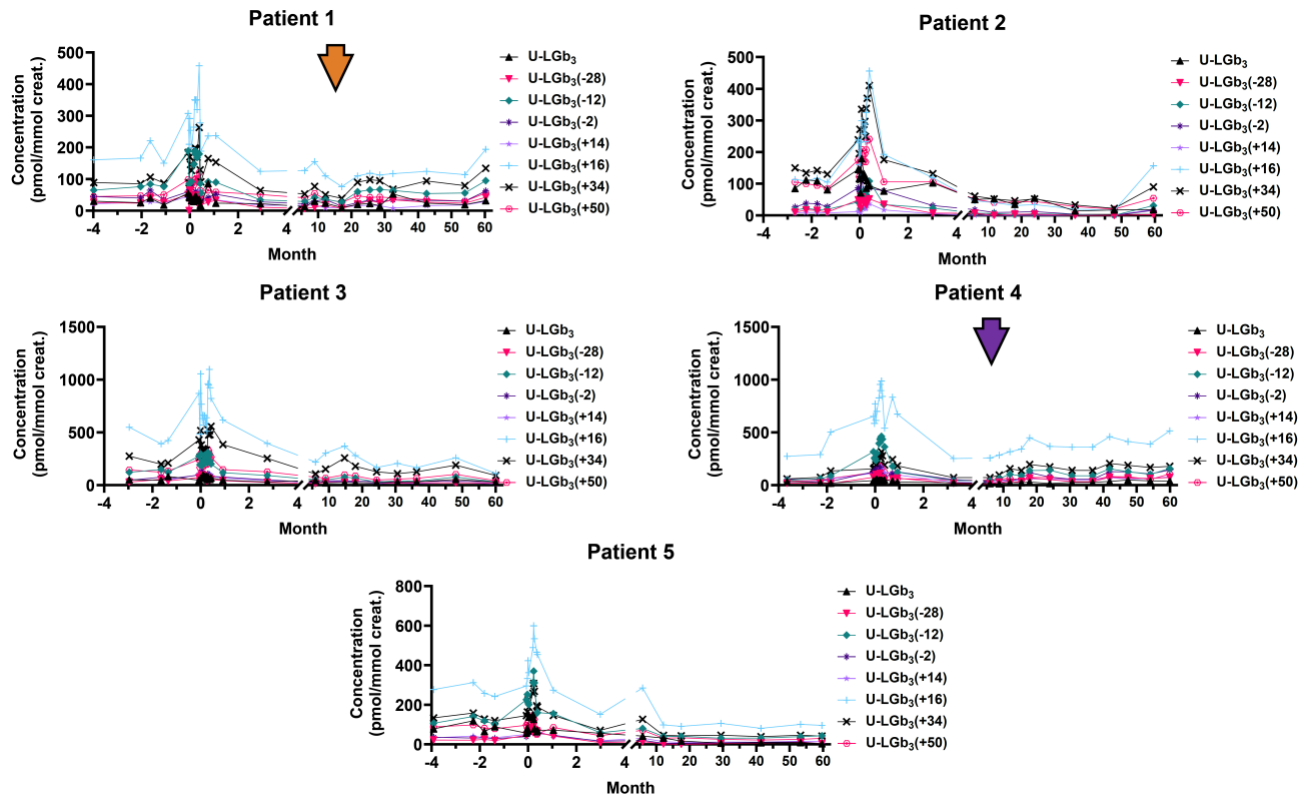 Patient 1
Concentration
(pmol/mmol creat.)
500
400
300
200
100
0
-4 -2 0 2 4 10 20 30 40 50 60
Month
U-LGb3
U-LGb3(-28)
U-LGb3(-12)
U-LGb3(-2)
U-LGb3(+14)
U-LGb3(+16)
U-LGb3(+34)
U-LGb3(+50)
Patient 2
Concentration
(pmol/mmol creat.)
500
400
300
200
100
0
-4 -2 0 2 4 10 20 30 40 50 60
Month
U-LGb3
U-LGb3(-28)
U-LGb3(-12)
U-LGb3(-2)
U-LGb3(+14)
U-LGb3(+16)
U-LGb3(+34)
U-LGb3(+50)
Patient 3
Concentration
(pmol/mmol creat.)
1500
1000
500
0
-4 -2 0 2 4 10 20 30 40 50 60
Month
U-LGb3
U-LGb3(-28)
U-LGb3(-12)
U-LGb3(-2)
U-LGb3(+14)
U-LGb3(+16)
U-LGb3(+34)
U-LGb3(+50)
Patient 4
Concentration
(pmol/mmol creat.)
1500
1000
500
0
-4 -2 0 2 4 10 20 30 40 50 60
Month
U-LGb3
U-LGb3(-28)
U-LGb3(-12)
U-LGb3(-2)
U-LGb3(+14)
U-LGb3(+16)
U-LGb3(+34)
U-LGb3(+50)
Patient 5
Concentration
(pmol/mmol creat.)
800
600
400
200
0
-4 -2 0 2 4 10 20 30 40 50 60
Month
U-LGb3
U-LGb3(-28)
U-LGb3(-12)
U-LGb3(-2)
U-LGb3(+14)
U-LGb3(+16)
U-LGb3(+34)
U-LGb3(+50)